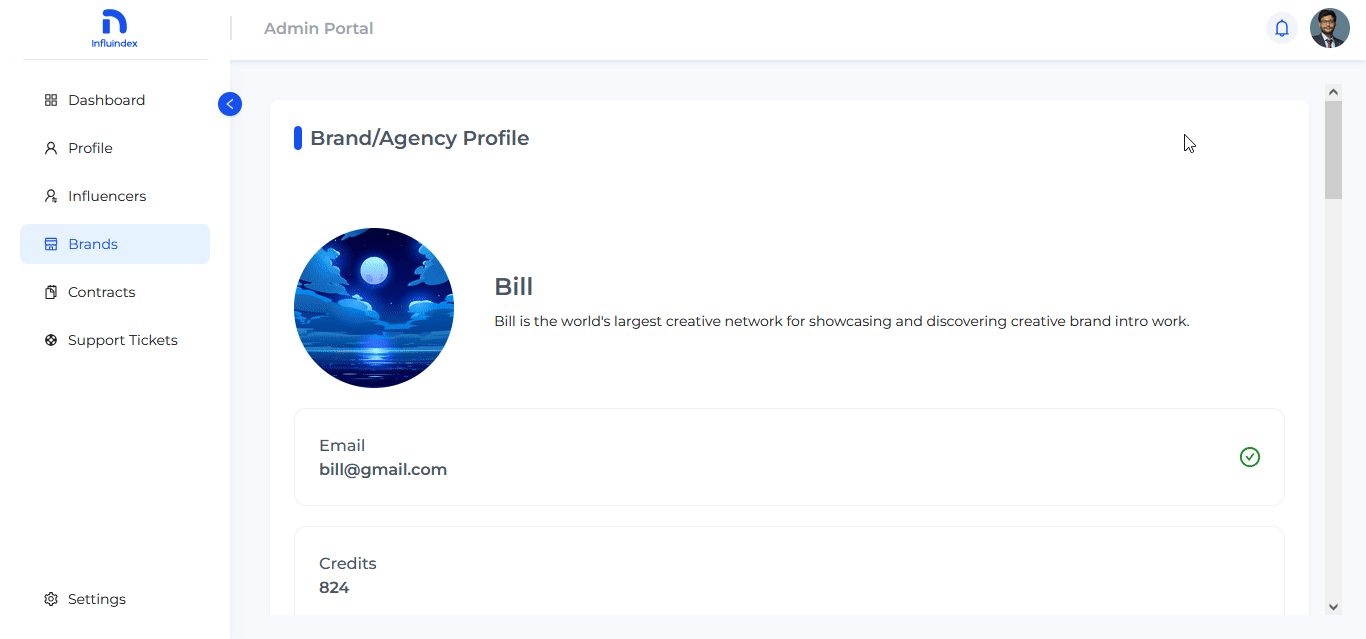 Influindex
Admin Portal
Dashboard
Profile
Influencers
Brands
Contracts
Support Tickets
Settings
Brand/Agency Profile
Bill
Bill is the world's largest creative network for showcasing and discovering creative brand intro work.
Email
bill@gmail.com
Credits
824